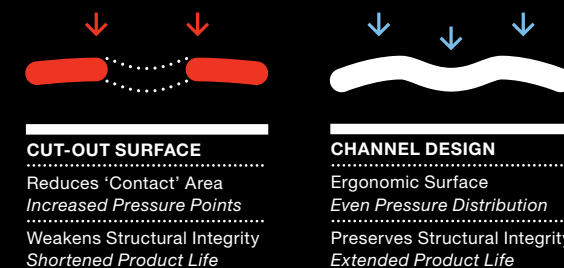 CUT-OUT SURFACE
Reduces ‘Contact’ Area
Increased Pressure Points
Weakens Structural Integrity
Shortened Product Life
CHANNEL DESIGN
Ergonomic Surface
Even Pressure Distribution
Preserves Structural Integrity
Extended Product Life